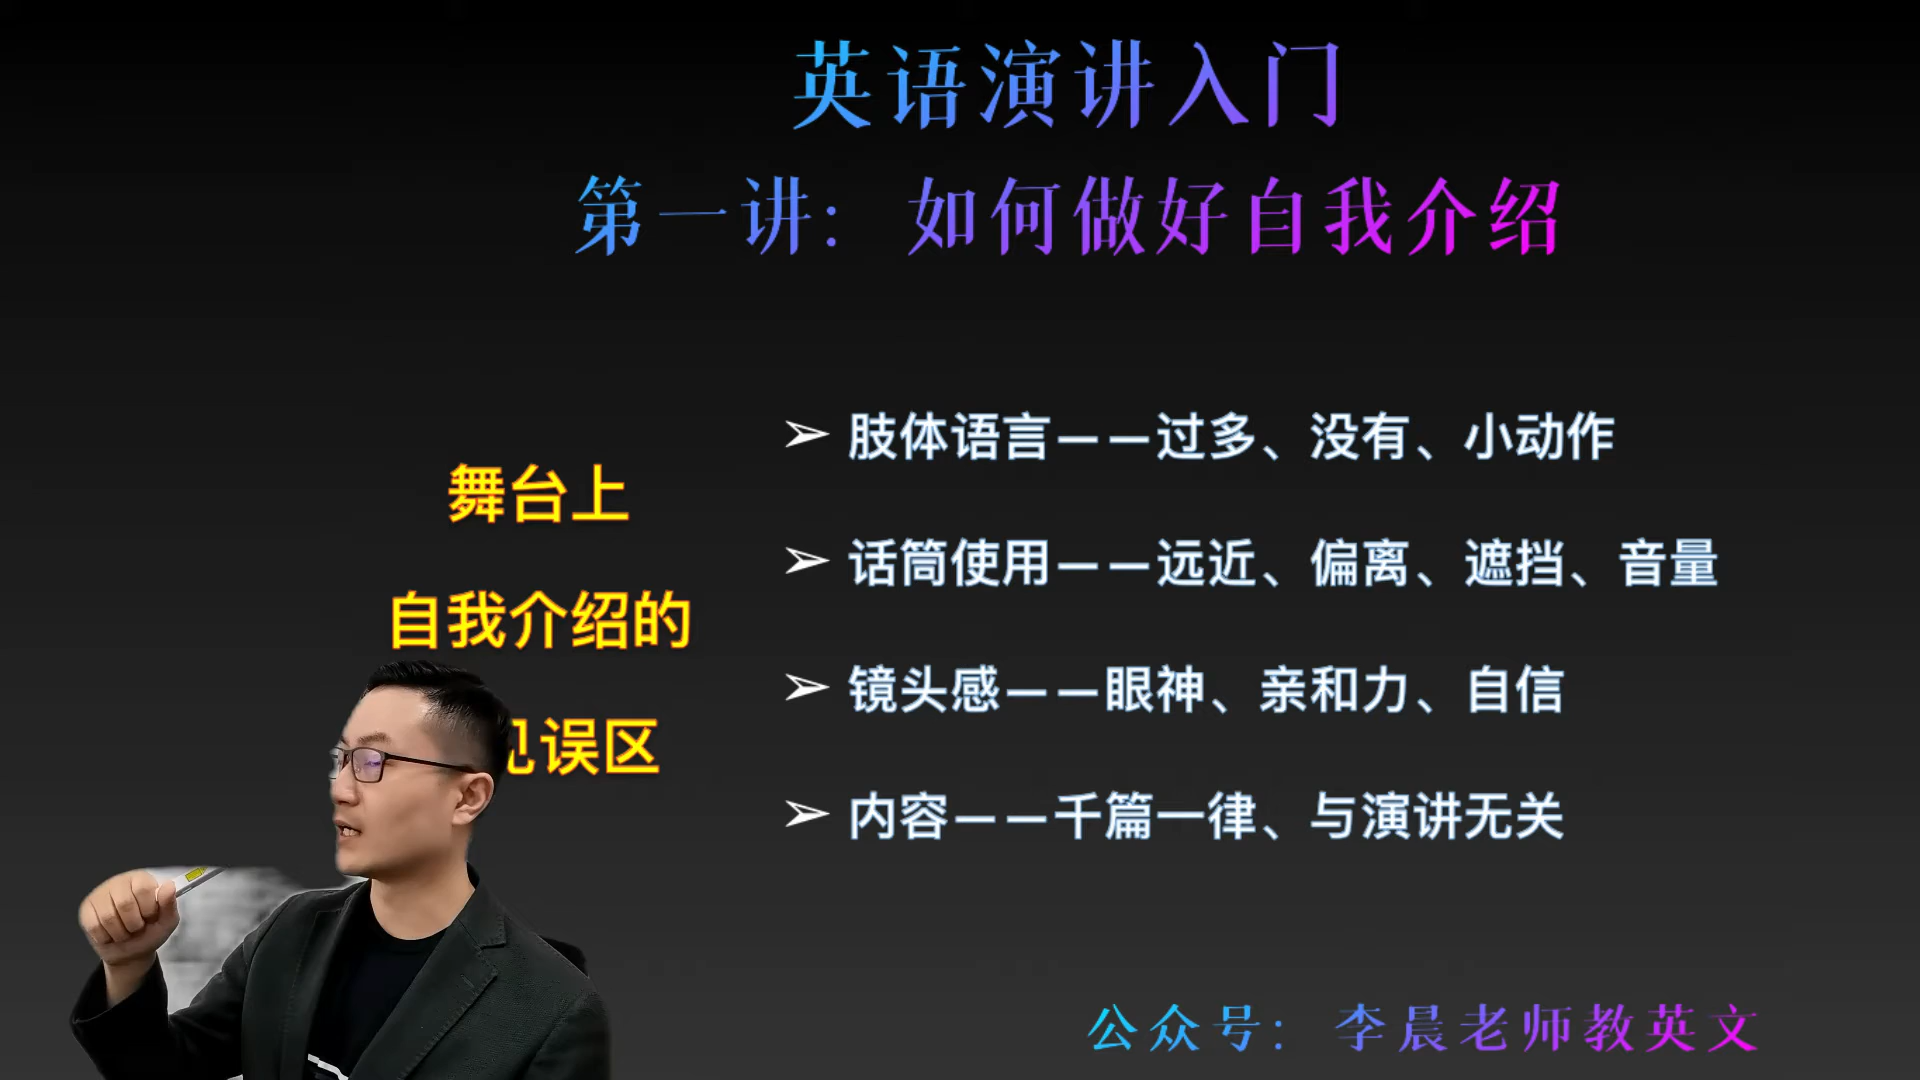 英语演讲入门
第一讲：如何做好自我介绍
舞台上
自我介绍的
见误区
➢ 肢体语言——过多、没有、小动作
➢ 话筒使用——远近、偏离、遮挡、音量
➢ 镜头感——眼神、亲和力、自信
➢ 内容——千篇一律、与演讲无关
公众号：李晨老师教英文